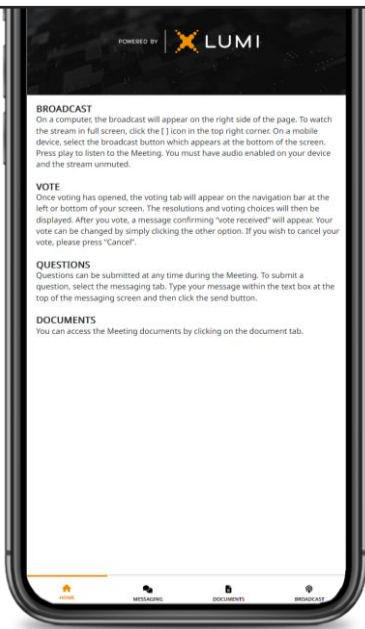 POWERED BY LUMI
BROADCAST
On a computer, the broadcast will appear on the right side of the page. To watch
the stream in full screen, click the [ ] icon in the top right corner. On a mobile
device, select the broadcast button which appears at the bottom of the screen.
Press play to listen to the Meeting. You must have audio enabled on your device
and the stream unmuted.
VOTE
Once voting has opened, the voting tab will appear on the navigation bar at the
left or bottom of your screen. The resolutions and voting choices will then be
displayed. After you vote, a message confirming "vote received" will appear. Your
vote can be changed by simply clicking the other option. If you wish to cancel your
vote, please press "Cancel".
QUESTIONS
Questions can be submitted at any time during the Meeting. To submit a
question, select the messaging tab. Type your message within the text box at the
top of the messaging screen and then click the send button.
DOCUMENTS
You can access the Meeting documents by clicking on the document tab.
HOME MESSAGING DOCUMENTS BROADCAST